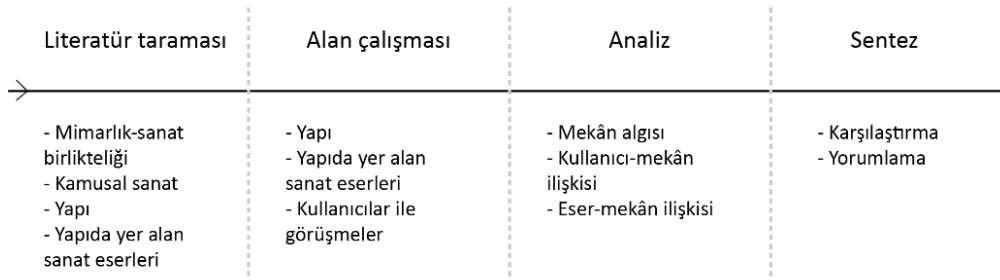 Literatür taraması
Alan çalışması
Analiz
Sentez
- Mimarlık-sanat
birlikteliği
- Kamusal sanat
- Yapı
- Yapıda yer alan
sanat eserleri
- Yapı
- Yapıda yer alan
sanat eserleri
- Kullanıcılar ile
görüşmeler
- Mekân algısı
- Kullanıcı-mekân
ilişkisi
- Eser-mekân ilişkisi
- Karşılaştırma
- Yorumlama